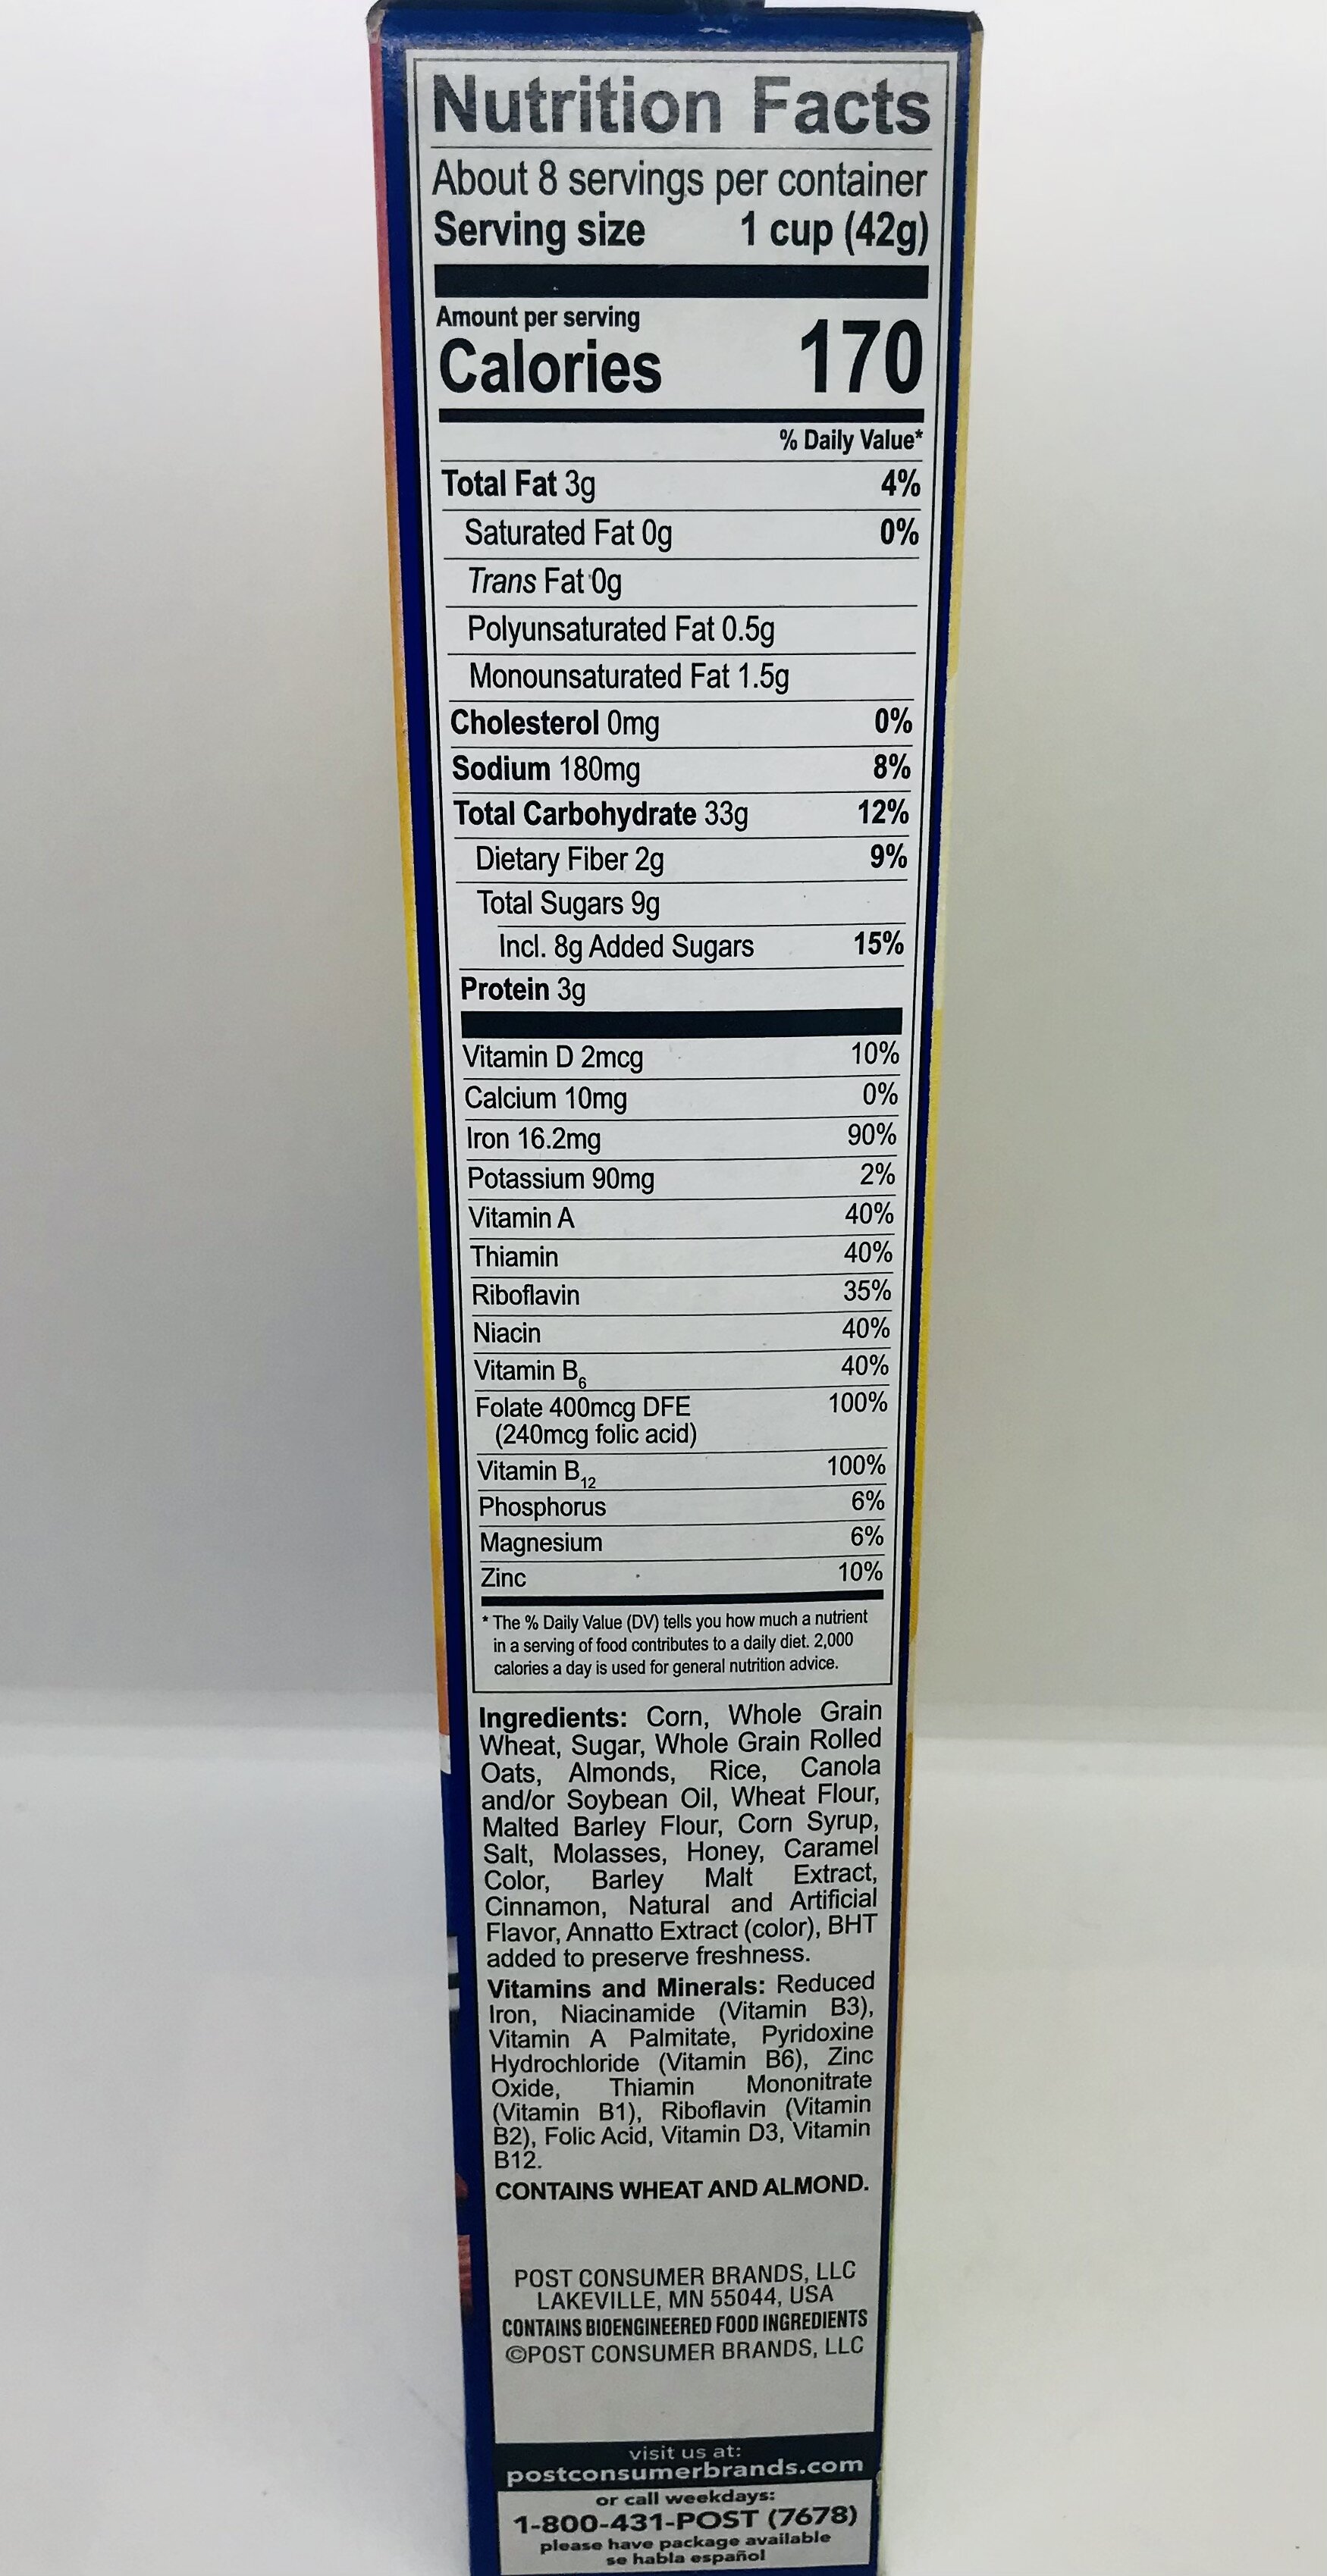 Nutrition Facts
About 8 servings per container
Serving size 1 cup (42g)
Amount per serving
Calories 170
% Daily Value*
Total Fat 3g 4%
Saturated Fat 0g 0%
Trans Fat 0g
Polyunsaturated Fat 0.5g
Monounsaturated Fat 1.5g
Cholesterol 0mg 0%
Sodium 180mg 8%
Total Carbohydrate 33g 12%
Dietary Fiber 2g 9%
Total Sugars 9g
Incl. 8g Added Sugars 15%
Protein 3g
Vitamin D 2mcg 10%
Calcium 10mg 0%
Iron 16.2mg 90%
Potassium 90mg 2%
Vitamin A 40%
Thiamin 40%
Riboflavin 35%
Niacin 40%
Vitamin B6 40%
Folate 400mcg DFE 100%
(240mcg folic acid)
Vitamin B12 100%
Phosphorus 6%
Magnesium 6%
Zinc 10%
* The % Daily Value (DV) tells you how much a nutrient
in a serving of food contributes to a daily diet. 2,000
calories a day is used for general nutrition advice.
Ingredients: Corn, Whole Grain
Wheat, Sugar, Whole Grain Rolled
Oats, Almonds, Rice, Canola
and/or Soybean Oil, Wheat Flour,
Malted Barley Flour, Corn Syrup,
Salt, Molasses, Honey, Caramel
Color, Barley Malt Extract,
Cinnamon, Natural and Artificial
Flavor, Annatto Extract (color), BHT
added to preserve freshness.
Vitamins and Minerals: Reduced
Iron, Niacinamide (Vitamin B3),
Vitamin A Palmitate, Pyridoxine
Hydrochloride (Vitamin B6), Zinc
Oxide, Thiamin Mononitrate
(Vitamin B1), Riboflavin (Vitamin
B2), Folic Acid, Vitamin D3, Vitamin
B12.
CONTAINS WHEAT AND ALMOND.
POST CONSUMER BRANDS, LLC
LAKEVILLE, MN 55044, USA
CONTAINS BIOENGINEERED FOOD INGREDIENTS
©POST CONSUMER BRANDS, LLC
visit us at:
postconsumerbrands.com
or call weekdays:
1-800-431-POST (7678)
please have package available
se habla español